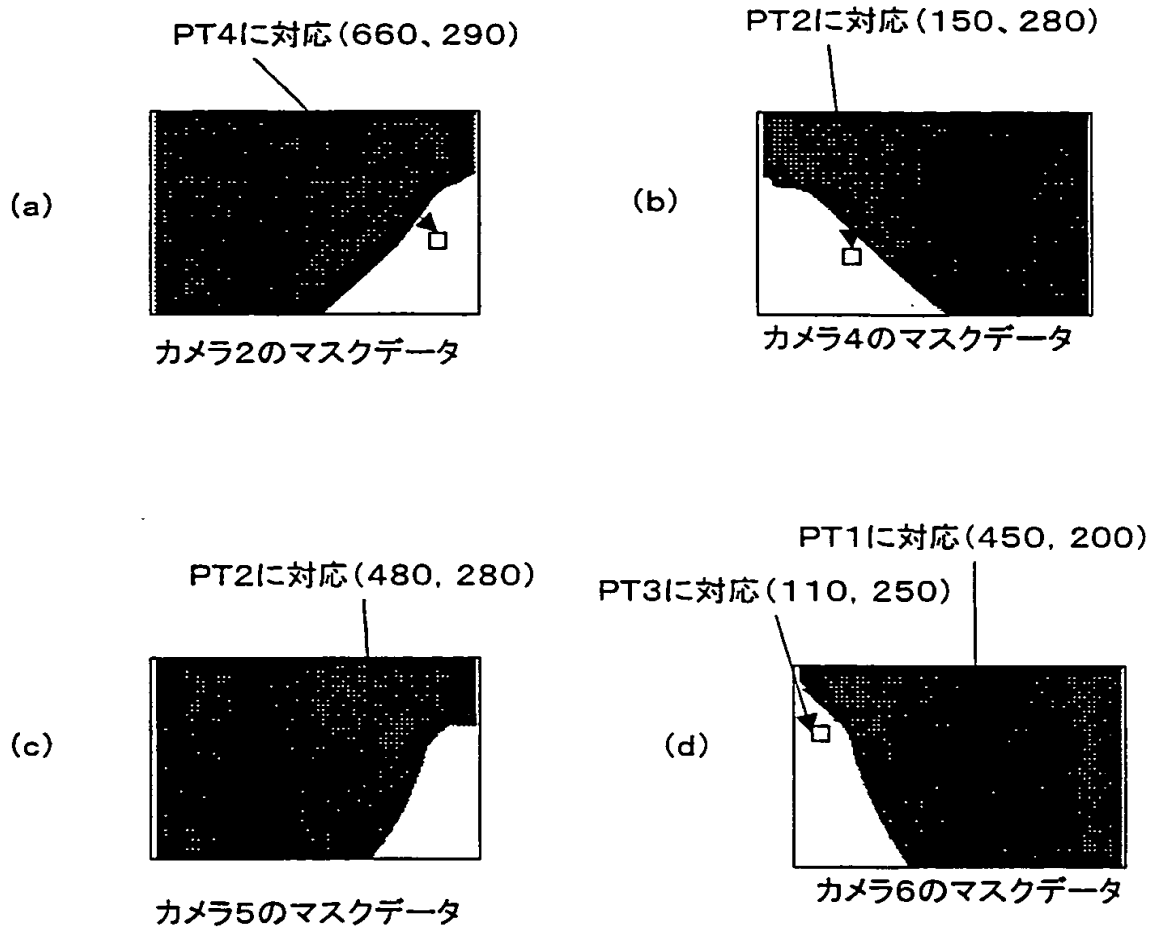 PT4に対応(660、290)
PT2に対応(150、280)
(a)
(b)
カメラ2のマスクデータ
カメラ4のマスクデータ
PT2に対応(480, 280)
PT1に対応(450, 200)
PT3に対応(110, 250)
(c)
(d)
カメラ5のマスクデータ
カメラ6のマスクデータ